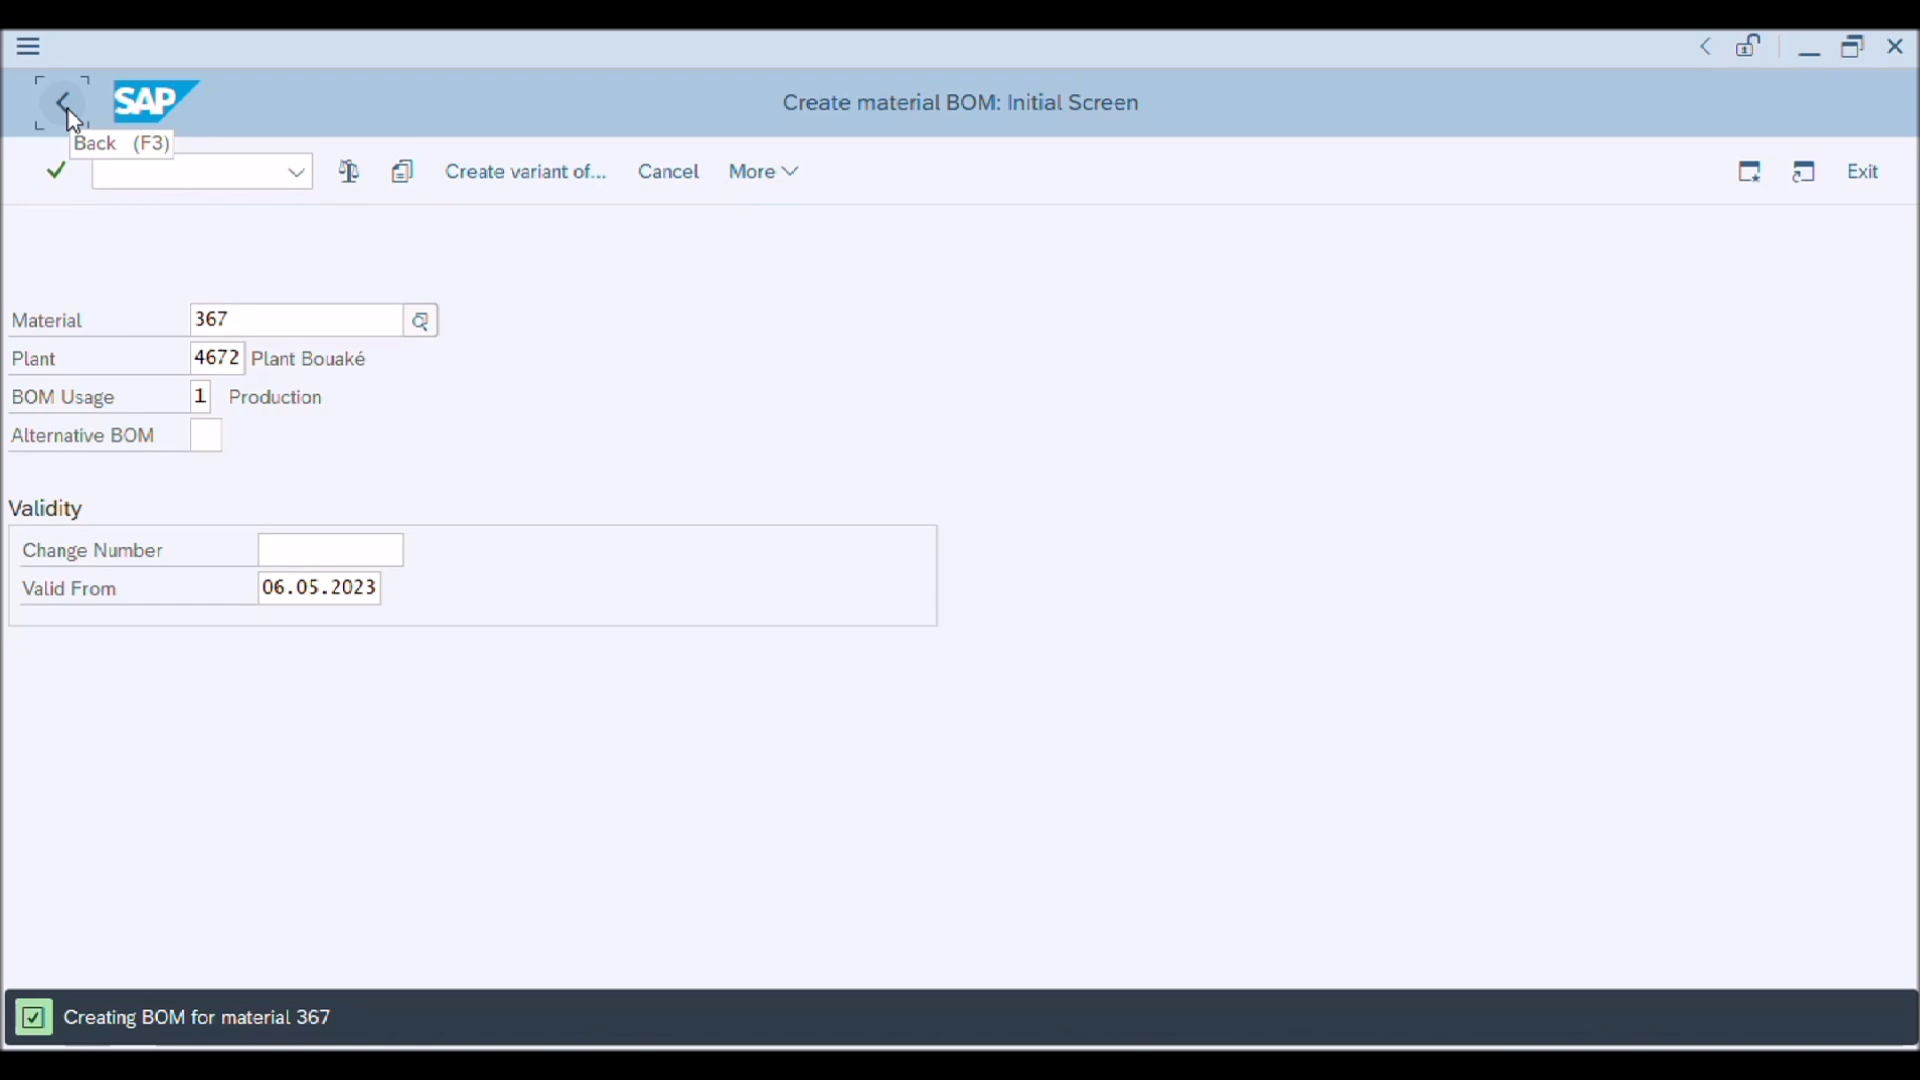 SAP
Create material BOM: Initial Screen
Back (F3)
Create variant of... Cancel More Exit
Material 367
Plant 4672 Plant Bouaké
BOM Usage 1 Production
Alternative BOM
Validity
Change Number
Valid From 06.05.2023
Creating BOM for material 367